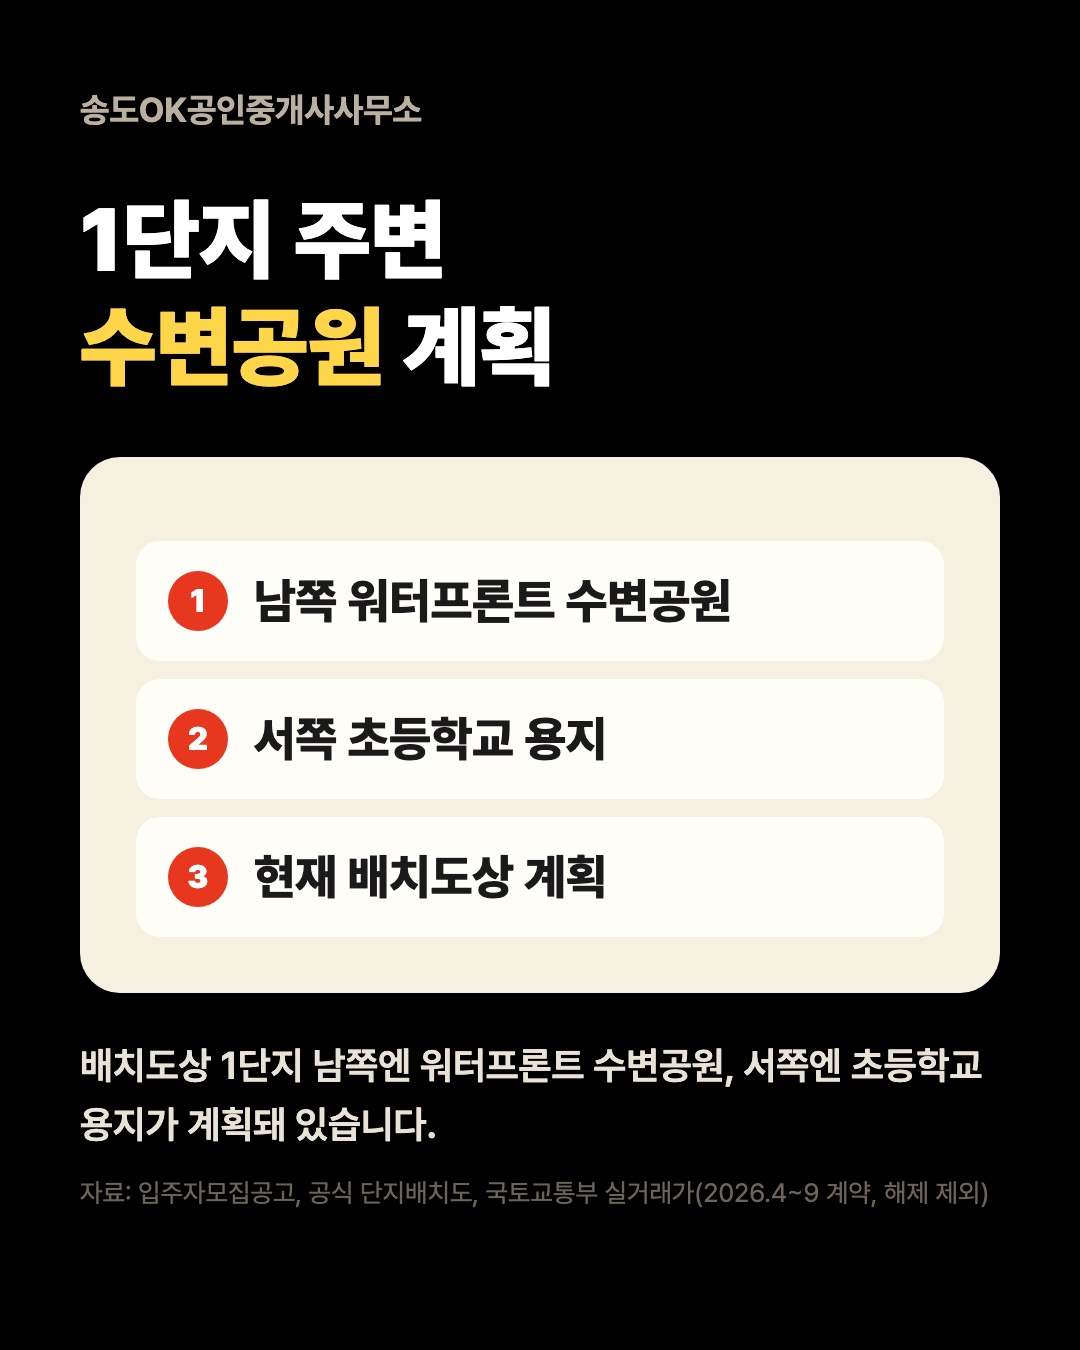 송도OK공인중개사사무소
1단지 주변
수변공원 계획
1 남쪽 워터프론트 수변공원
2 서쪽 초등학교 용지
3 현재 배치도상 계획
배치도상 1단지 남쪽엔 워터프론트 수변공원, 서쪽엔 초등학교
용지가 계획돼 있습니다.
자료: 입주자모집공고, 공식 단지배치도, 국토교통부 실거래가(2026.4~9 계약, 해제 제외)